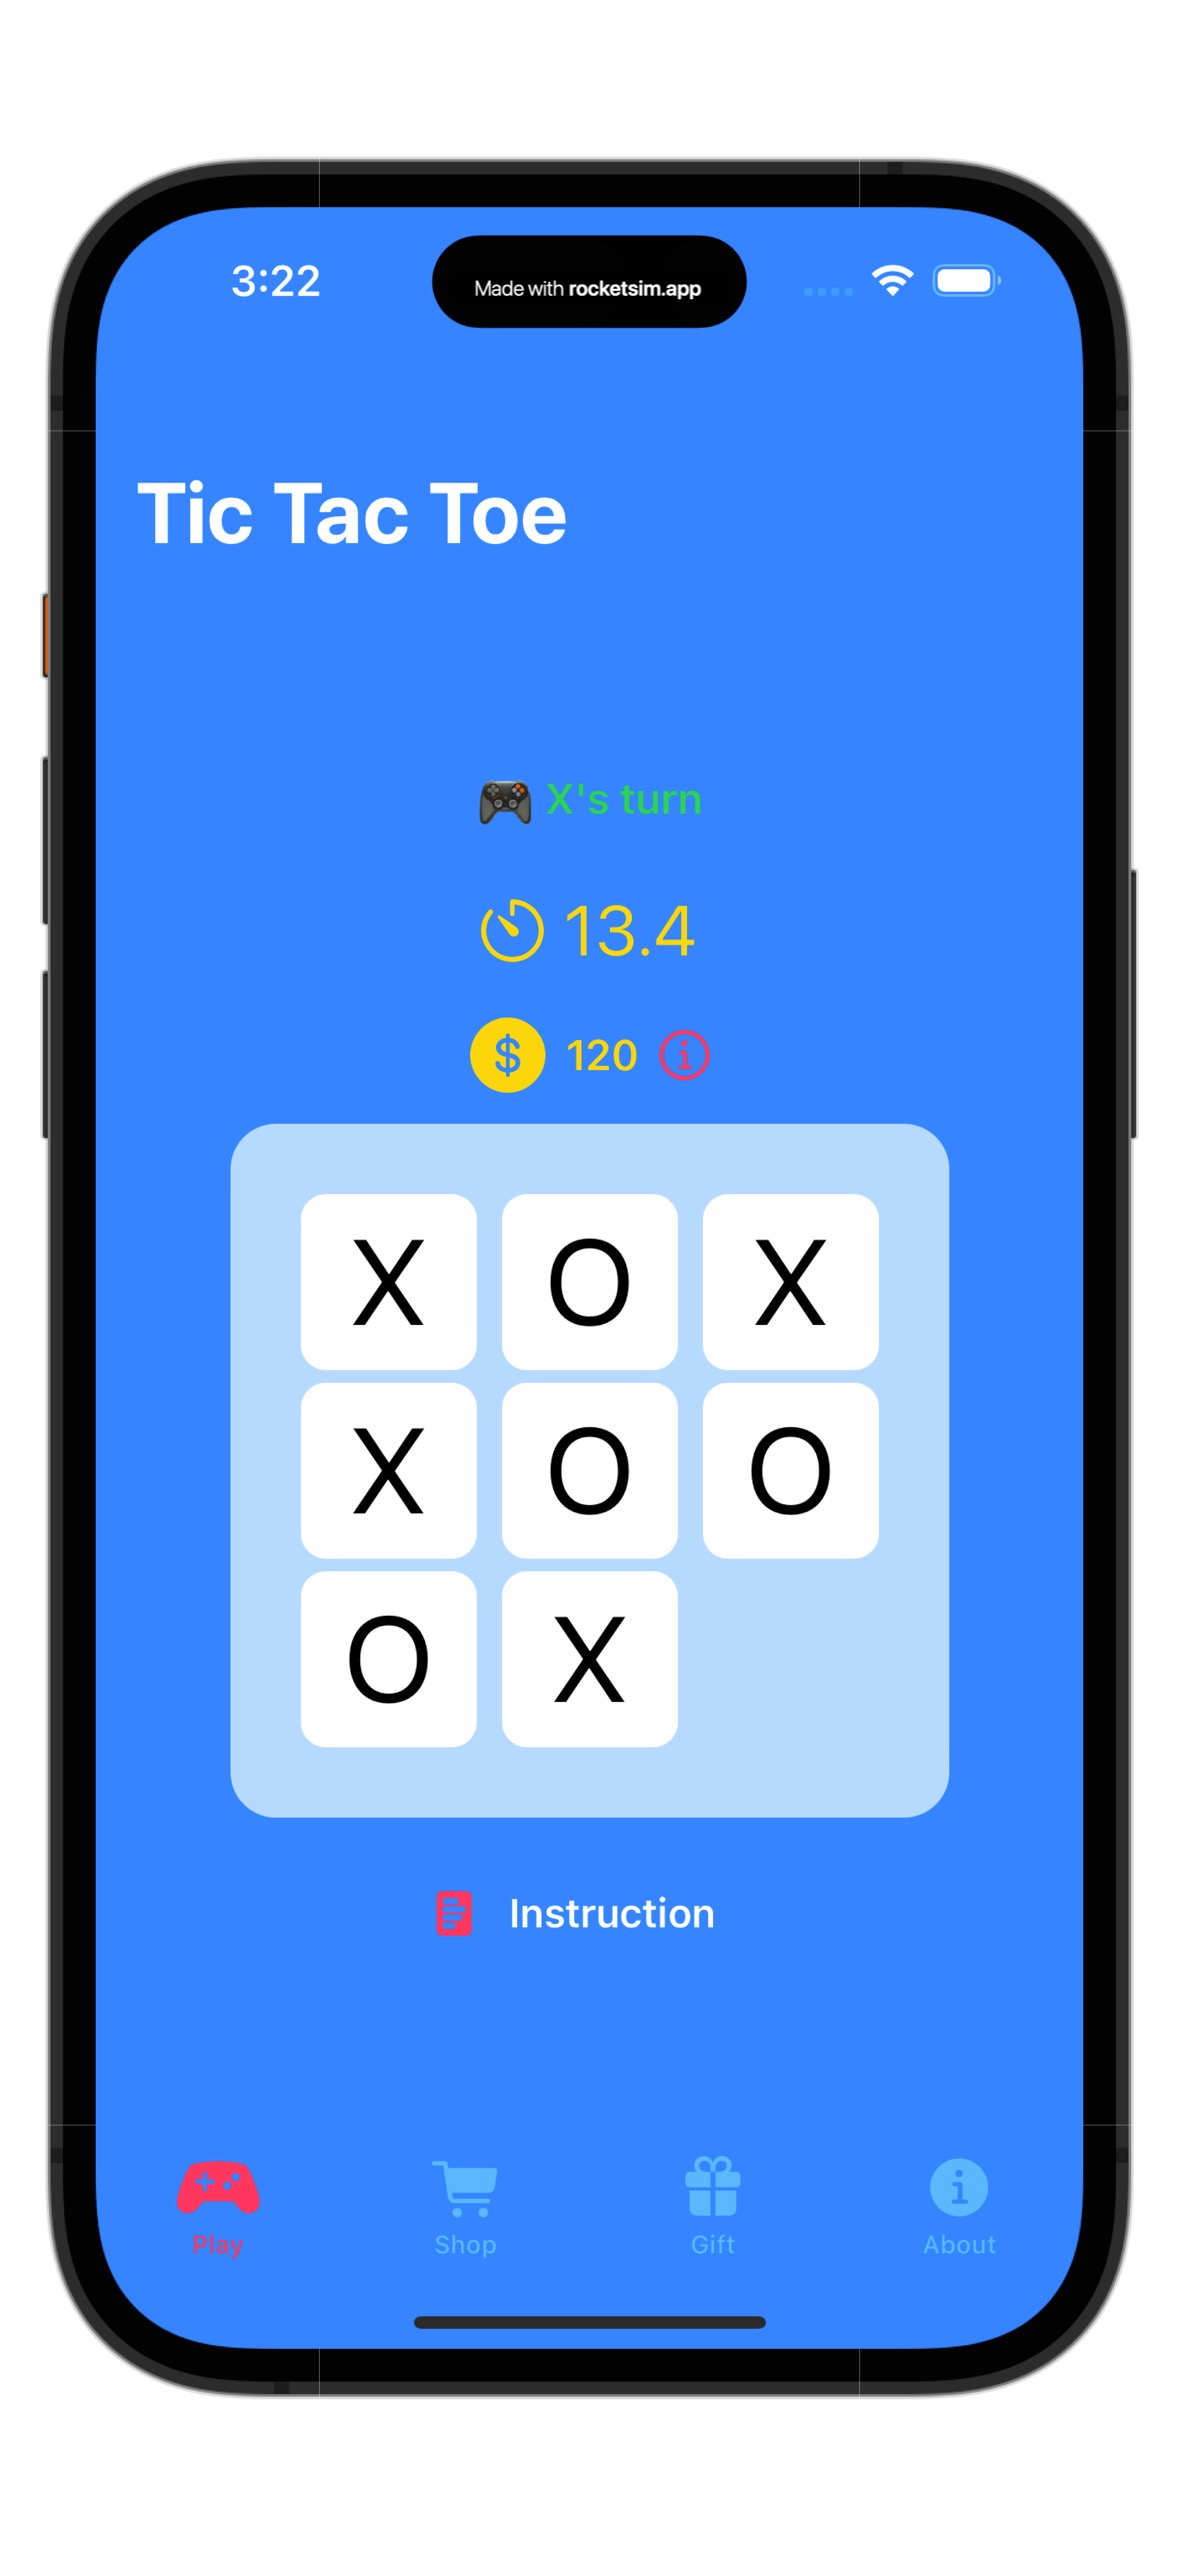 3:22
Made with rocketsim.app
Tic Tac Toe
X's turn
13.4
$ 120 i
X O X
X O O
O X
Instruction
Play Shop Gift About